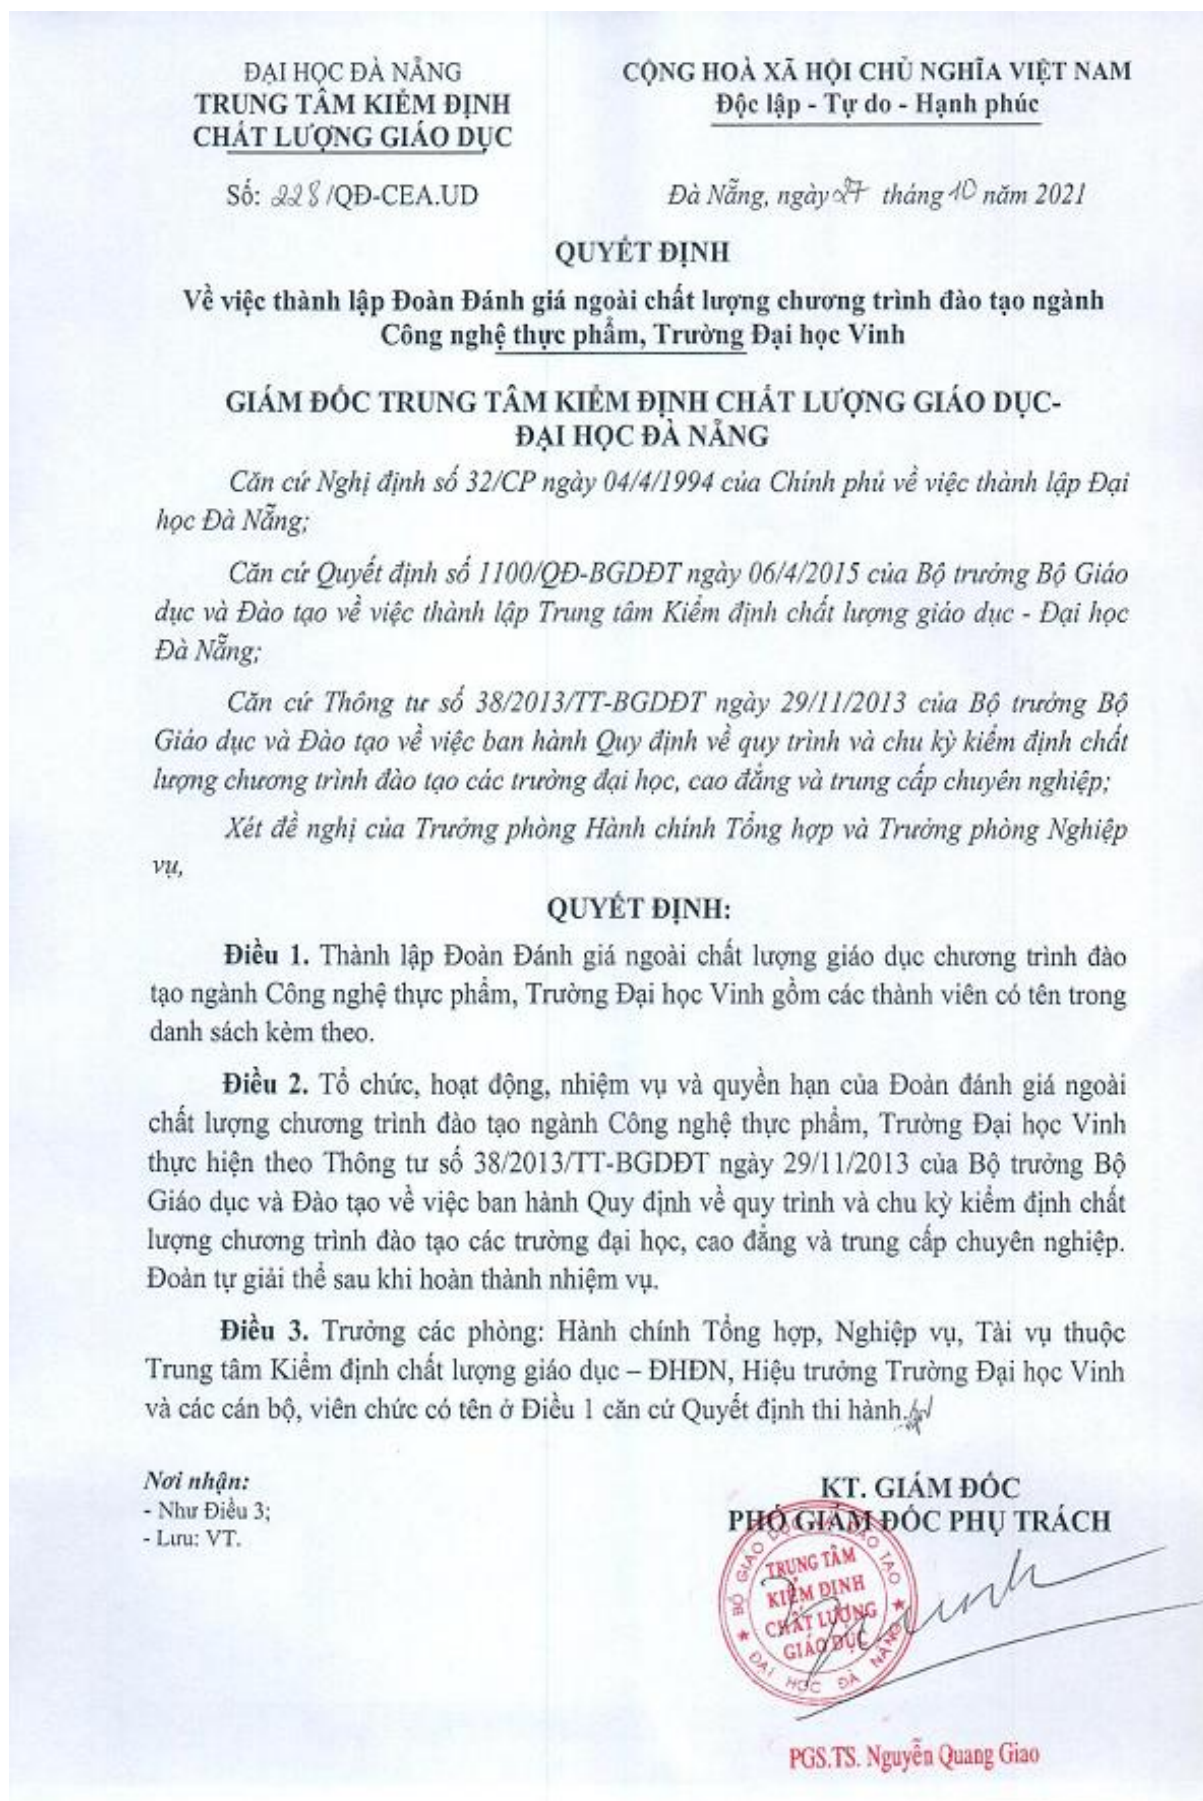 ĐẠI HỌC ĐÀ NẴNG
TRUNG TÂM KIỂM ĐỊNH
CHẤT LƯỢNG GIÁO DỤC
Số: 228/QĐ-CEA.UD
CỘNG HOÀ XÃ HỘI CHỦ NGHĨA VIỆT NAM
Độc lập - Tự do - Hạnh phúc
Đà Nẵng, ngày 27 tháng 10 năm 2021
QUYẾT ĐỊNH
Về việc thành lập Đoàn Đánh giá ngoài chất lượng chương trình đào tạo ngành
Công nghệ thực phẩm, Trường Đại học Vinh
GIÁM ĐỐC TRUNG TÂM KIỂM ĐỊNH CHẤT LƯỢNG GIÁO DỤC-
ĐẠI HỌC ĐÀ NẴNG
Căn cứ Nghị định số 32/CP ngày 04/4/1994 của Chính phủ về việc thành lập Đại
học Đà Nẵng;
Căn cứ Quyết định số 1100/QĐ-BGDĐT ngày 06/4/2015 của Bộ trưởng Bộ Giáo
dục và Đào tạo về việc thành lập Trung tâm Kiểm định chất lượng giáo dục - Đại học
Đà Nẵng;
Căn cứ Thông tư số 38/2013/TT-BGDĐT ngày 29/11/2013 của Bộ trưởng Bộ
Giáo dục và Đào tạo về việc ban hành Quy định về quy trình và chu kỳ kiểm định chất
lượng chương trình đào tạo các trường đại học, cao đẳng và trung cấp chuyên nghiệp;
Xét đề nghị của Trưởng phòng Hành chính Tổng hợp và Trưởng phòng Nghiệp
vụ,
QUYẾT ĐỊNH:
Điều 1. Thành lập Đoàn Đánh giá ngoài chất lượng giáo dục chương trình đào
tạo ngành Công nghệ thực phẩm, Trường Đại học Vinh gồm các thành viên có tên trong
danh sách kèm theo.
Điều 2. Tổ chức, hoạt động, nhiệm vụ và quyền hạn của Đoàn đánh giá ngoài
chất lượng chương trình đào tạo ngành Công nghệ thực phẩm, Trường Đại học Vinh
thực hiện theo Thông tư số 38/2013/TT-BGDĐT ngày 29/11/2013 của Bộ trưởng Bộ
Giáo dục và Đào tạo về việc ban hành Quy định về quy trình và chu kỳ kiểm định chất
lượng chương trình đào tạo các trường đại học, cao đẳng và trung cấp chuyên nghiệp.
Đoàn tự giải thể sau khi hoàn thành nhiệm vụ.
Điều 3. Trưởng các phòng: Hành chính Tổng hợp, Nghiệp vụ, Tài vụ thuộc
Trung tâm Kiểm định chất lượng giáo dục – ĐHĐN, Hiệu trưởng Trường Đại học Vinh
và các cán bộ, viên chức có tên ở Điều 1 căn cứ Quyết định thi hành.
Nơi nhận:
- Như Điều 3;
- Lưu: VT.
KT. GIÁM ĐỐC
PHÓ GIÁM ĐỐC PHỤ TRÁCH
BỘ GIÁO DỤC VÀ ĐÀO TẠO
TRUNG TÂM
KIỂM ĐỊNH
CHẤT LƯỢNG
GIÁO DỤC
ĐẠI HỌC ĐÀ NẴNG
PGS.TS. Nguyễn Quang Giao